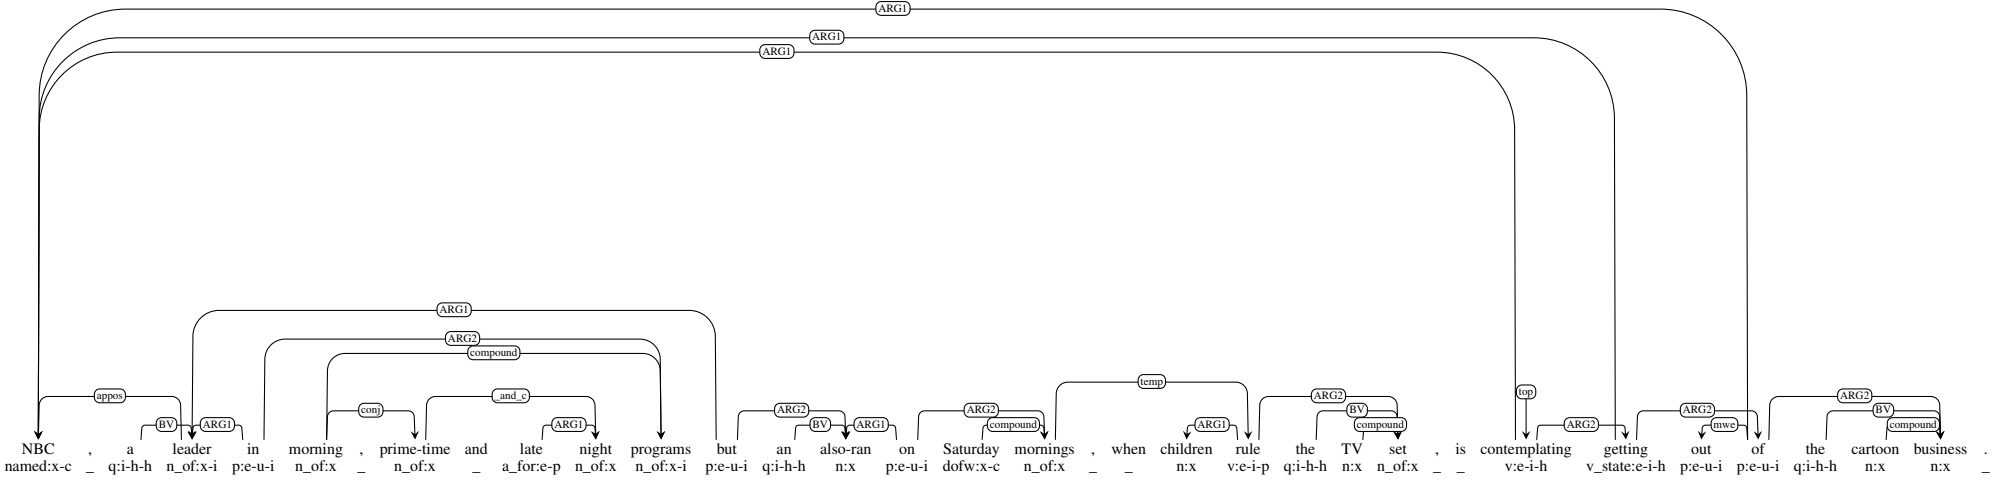 ARG1
ARG1
ARG1
ARG1
ARG2
compound
temp
appos _and_c ARG2 top ARG2
conj ARG2 ARG2 BV ARG2 BV
BV ARG1 ARG1 BV ARG1 compound ARG1 compound ARG2 mwe compound
NBC , a leader in morning , prime-time and late night programs but an also-ran on Saturday mornings , when children rule the TV set , is contemplating getting out of the cartoon business .
named:x-c _ q:i-h-h n_of:x-i p:e-u-i n_of:x _ n_of:x _ a_for:e-p n_of:x n_of:x-i p:e-u-i q:i-h-h n:x p:e-u-i dofw:x-c n_of:x _ _ n:x v:e-i-p q:i-h-h n:x n_of:x _ _ v:e-i-h v_state:e-i-h p:e-u-i p:e-u-i q:i-h-h n:x n:x _